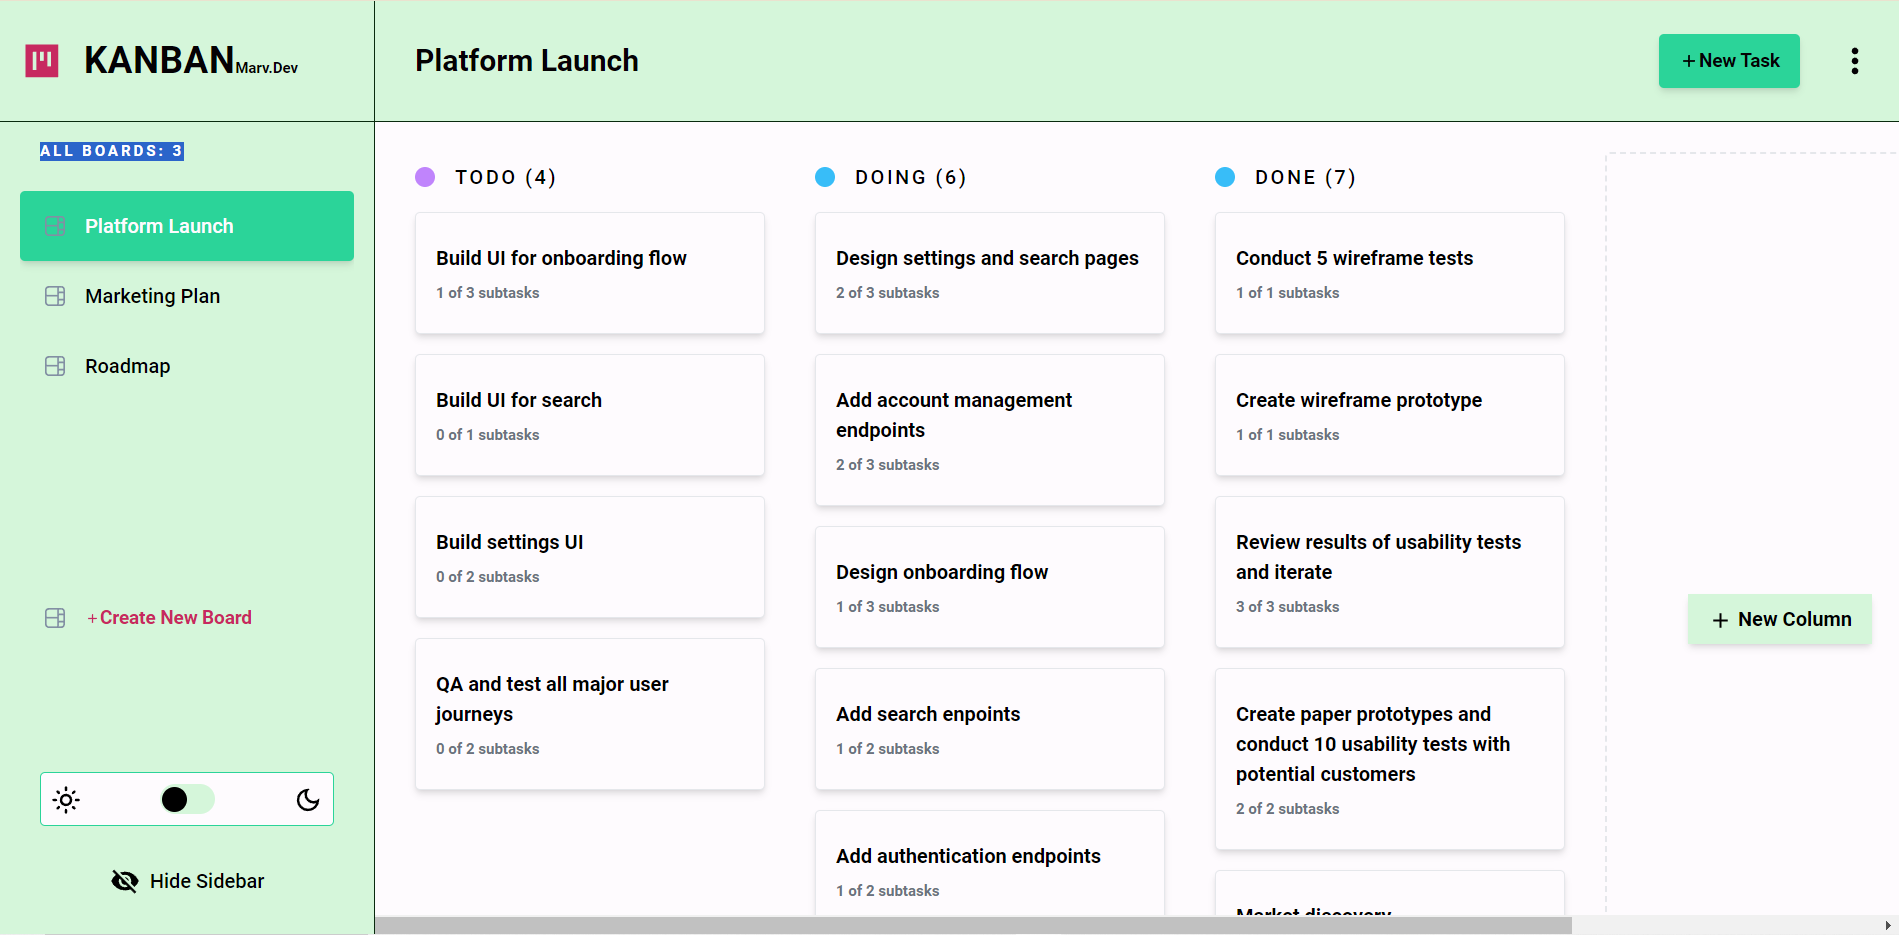 KANBAN Marv.Dev
ALL BOARDS: 3
Platform Launch
Marketing Plan
Roadmap
+Create New Board
Hide Sidebar
Platform Launch
+New Task
TODO (4)
Build UI for onboarding flow
1 of 3 subtasks
Build UI for search
0 of 1 subtasks
Build settings UI
0 of 2 subtasks
QA and test all major user
journeys
0 of 2 subtasks
DOING (6)
Design settings and search pages
2 of 3 subtasks
Add account management
endpoints
2 of 3 subtasks
Design onboarding flow
1 of 3 subtasks
Add search enpoints
1 of 2 subtasks
Add authentication endpoints
1 of 2 subtasks
DONE (7)
Conduct 5 wireframe tests
1 of 1 subtasks
Create wireframe prototype
1 of 1 subtasks
Review results of usability tests
and iterate
3 of 3 subtasks
Create paper prototypes and
conduct 10 usability tests with
potential customers
2 of 2 subtasks
Market discovery
+ New Column